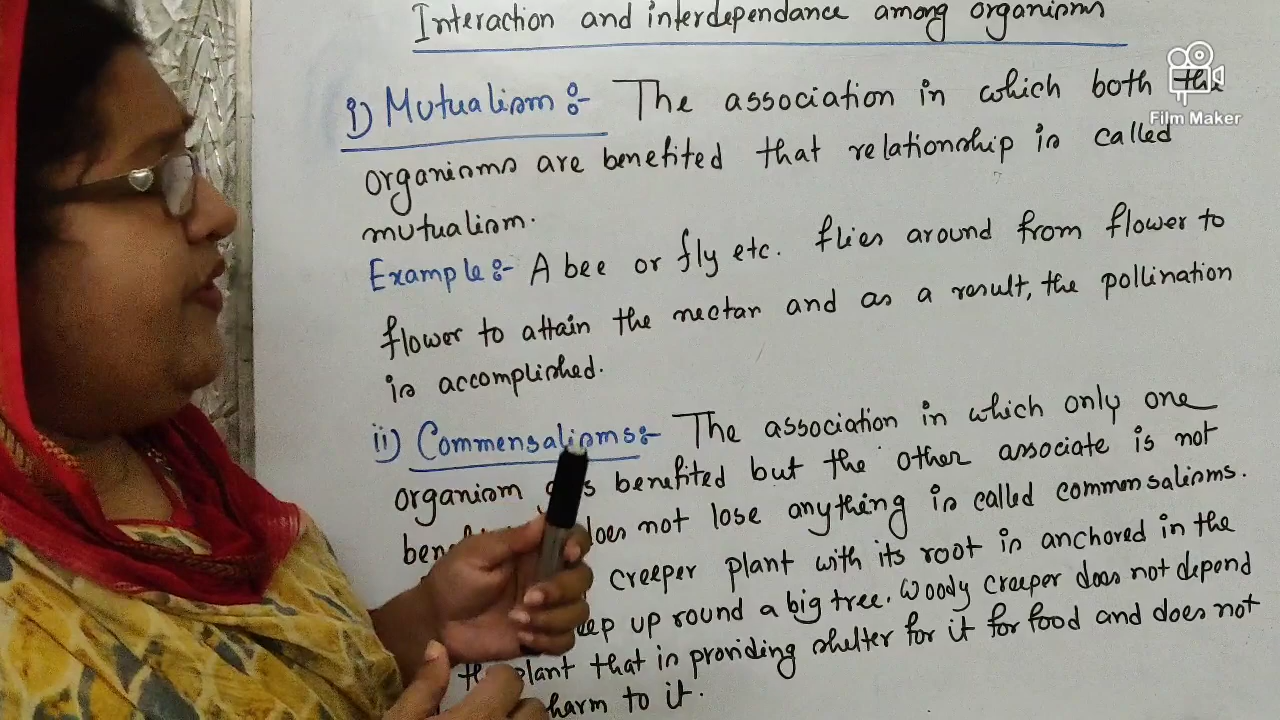 Interaction and interdependance among organisms
i) Mutualism:- The association in which both the
organisms are benefited that relationship is called
mutualism.
Example:- A bee or fly etc. flies around from flower to
flower to attain the nectar and as a result, the pollination
is accomplished.
ii) Commensalisms:- The association in which only one
organism benefited but the other associate is not
does not lose anything is called commensalisms.
creeper plant with its root is anchored in the
up round a big tree. Woody creeper does not depend
plant that is providing shelter for it for food and does not
harm to it.
Film Maker